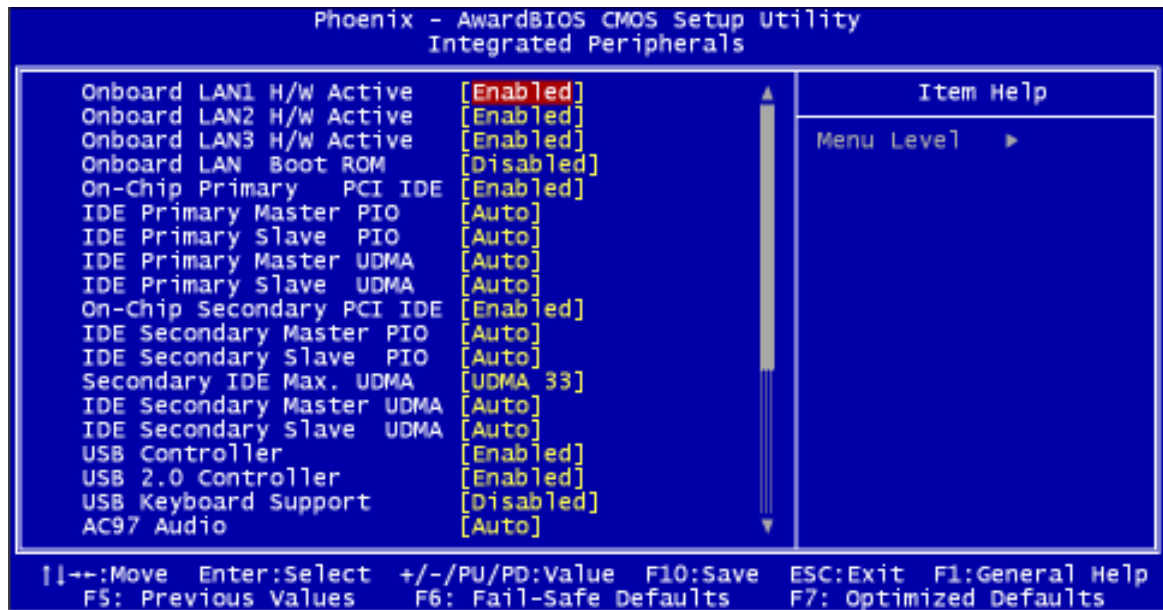 Phoenix - AwardBIOS CMOS Setup Utility
Integrated Peripherals
Onboard LAN1 H/W Active [Enabled]
Onboard LAN2 H/W Active [Enabled]
Onboard LAN3 H/W Active [Enabled]
Onboard LAN Boot ROM [Disabled]
On-Chip Primary PCI IDE [Enabled]
IDE Primary Master PIO [Auto]
IDE Primary Slave PIO [Auto]
IDE Primary Master UDMA [Auto]
IDE Primary Slave UDMA [Auto]
On-Chip Secondary PCI IDE [Enabled]
IDE Secondary Master PIO [Auto]
IDE Secondary Slave PIO [Auto]
Secondary IDE Max. UDMA [UDMA 33]
IDE Secondary Master UDMA [Auto]
IDE Secondary Slave UDMA [Auto]
USB Controller [Enabled]
USB 2.0 Controller [Enabled]
USB Keyboard Support [Disabled]
AC97 Audio [Auto]
Item Help
Menu Level ►
↑↓→←:Move Enter:Select +/-/PU/PD:Value F10:Save ESC:Exit F1:General Help
F5: Previous Values F6: Fail-Safe Defaults F7: Optimized Defaults